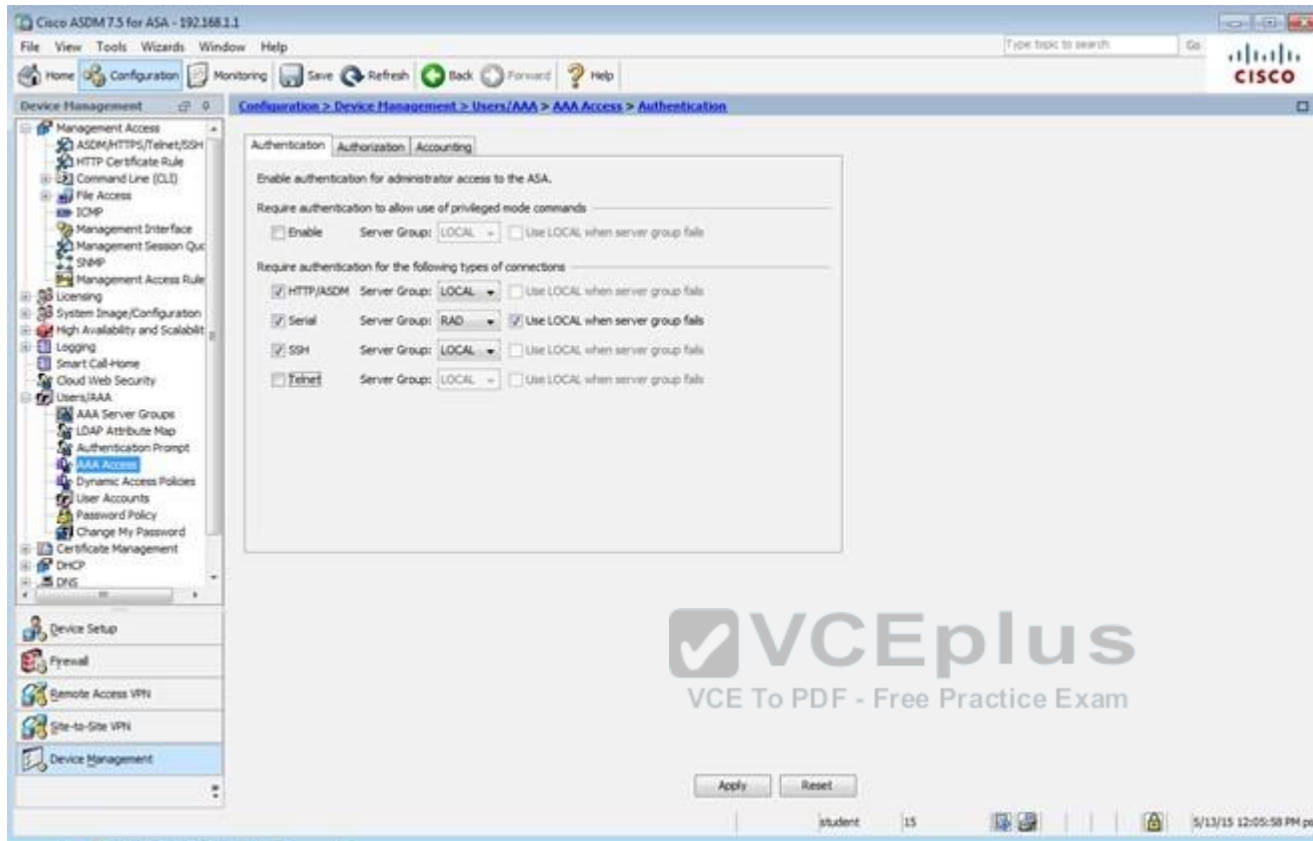 Cisco ASDM 7.5 for ASA - 192.168.1.1
File View Tools Wizards Window Help
Type topic to search Go
Home Configuration Monitoring Save Refresh Back Forward Help
CISCO
Device Management
Configuration > Device Management > Users/AAA > AAA Access > Authentication
Management Access
ASDM/HTTPS/Telnet/SSH
HTTP Certificate Rule
Command Line (CLI)
File Access
ICMP
Management Interface
Management Session Quo
SNMP
Management Access Rule
Licensing
System Image/Configuration
High Availability and Scalabilit
Logging
Smart Call-Home
Cloud Web Security
Users/AAA
AAA Server Groups
LDAP Attribute Map
Authentication Prompt
AAA Access
Dynamic Access Policies
User Accounts
Password Policy
Change My Password
Certificate Management
DHCP
DNS
Device Setup
Firewall
Remote Access VPN
Site-to-Site VPN
Device Management
Authentication Authorization Accounting
Enable authentication for administrator access to the ASA.
Require authentication to allow use of privileged mode commands
Enable Server Group: LOCAL Use LOCAL when server group fails
Require authentication for the following types of connections
HTTP/ASDM Server Group: LOCAL Use LOCAL when server group fails
Serial Server Group: RAD Use LOCAL when server group fails
SSH Server Group: LOCAL Use LOCAL when server group fails
Telnet Server Group: LOCAL Use LOCAL when server group fails
VCEplus
VCE To PDF - Free Practice Exam
Apply Reset
student 15 5/13/15 12:05:58 PM